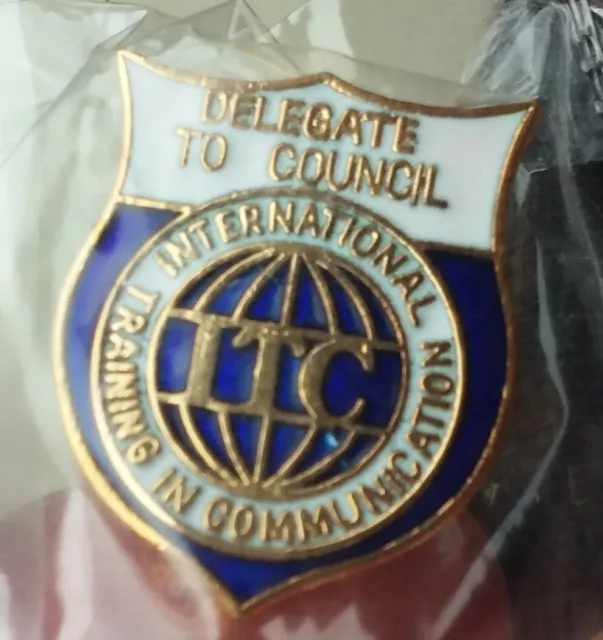 DELEGATE
TO COUNCIL
INTERNATIONAL
TRAINING IN COMMUNICATION
ITC